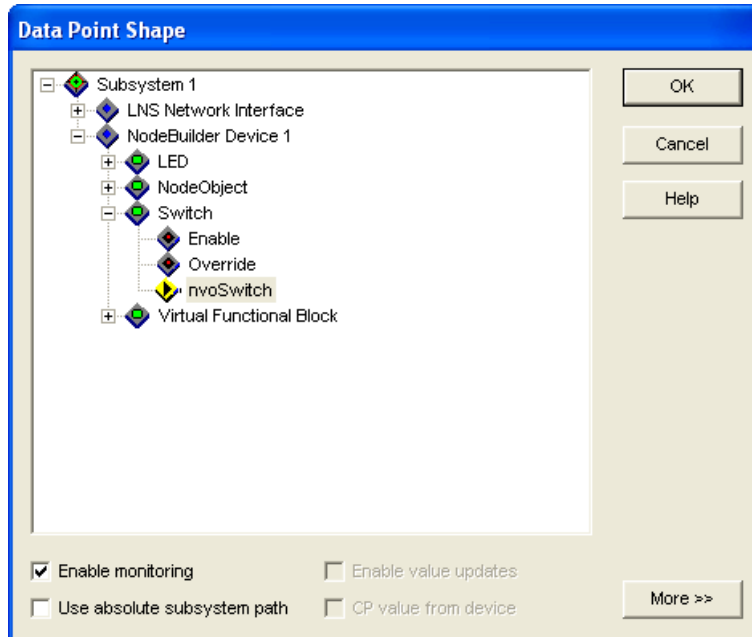 Data Point Shape
Subsystem 1
LNS Network Interface
NodeBuilder Device 1
LED
NodeObject
Switch
Enable
Override
nvoSwitch
Virtual Functional Block
OK
Cancel
Help
Enable monitoring
Enable value updates
Use absolute subsystem path
CP value from device
More >>